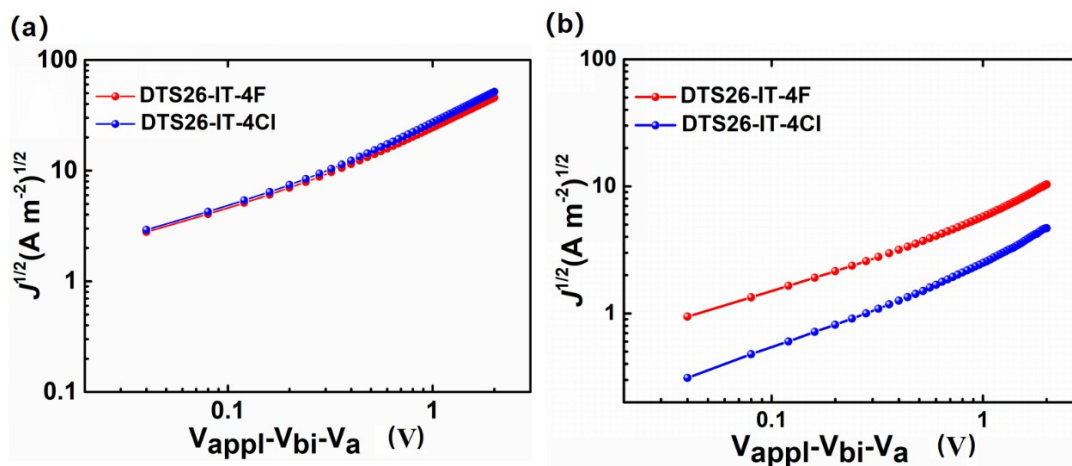 (a)
100
10
1
0.1
J^1/2(A m^-2)^1/2
DTS26-IT-4F
DTS26-IT-4Cl
0.1
1
Vappl-Vbi-Va (V)
(b)
100
10
1
J^1/2(A m^-2)^1/2
DTS26-IT-4F
DTS26-IT-4Cl
0.1
1
Vappl-Vbi-Va (V)